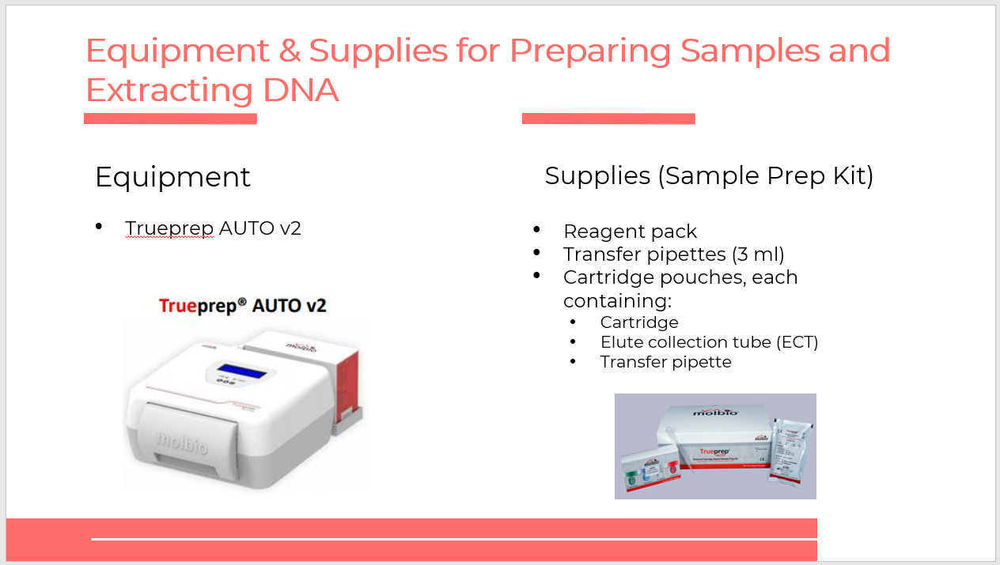 Equipment & Supplies for Preparing Samples and
Extracting DNA
Equipment
• Trueprep AUTO v2
Trueprep® AUTO v2
molbio
molbio
Supplies (Sample Prep Kit)
• Reagent pack
• Transfer pipettes (3 ml)
• Cartridge pouches, each
containing:
• Cartridge
• Elute collection tube (ECT)
• Transfer pipette
molbio
Trueprep
AUTO
Trueprep